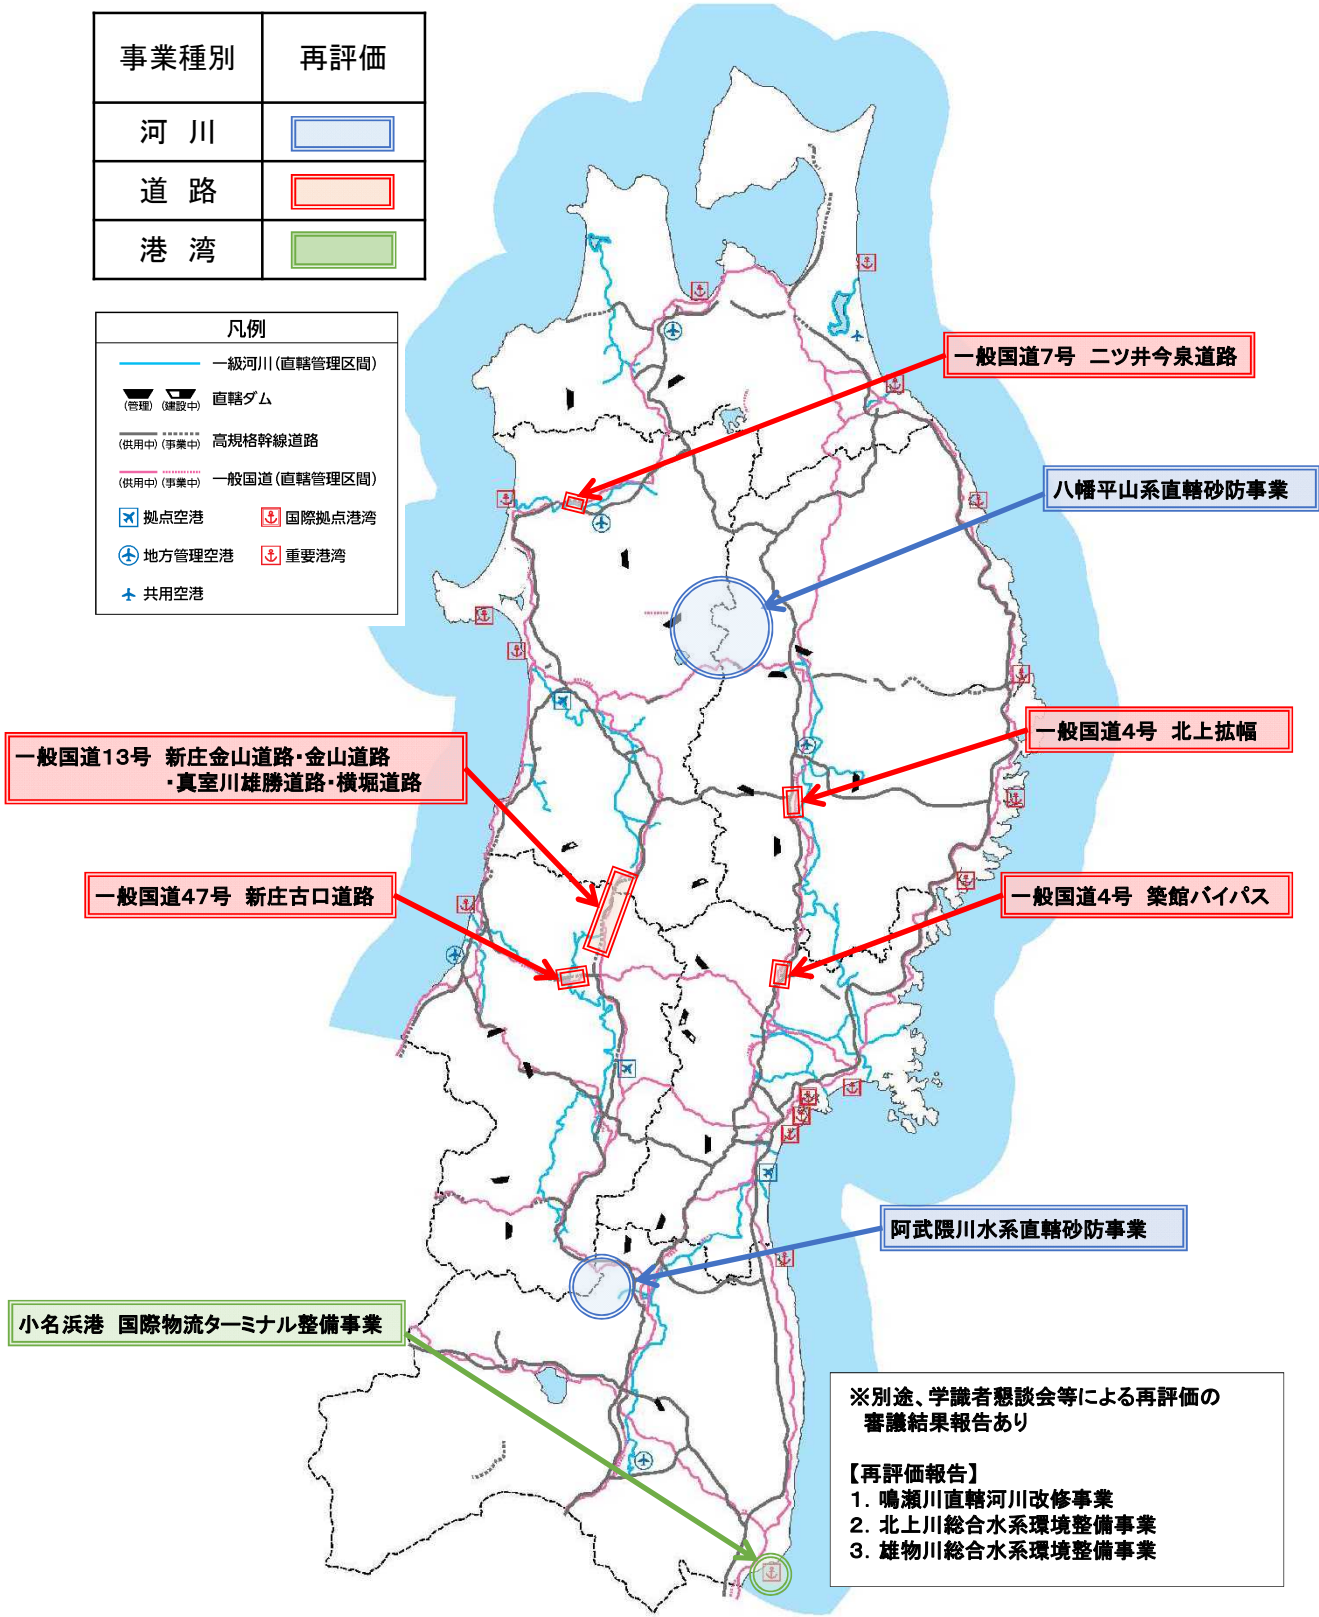 事業種別 再評価
河 川
道 路
港 湾
凡例
一級河川(直轄管理区間)
(管理) (建設中) 直轄ダム
(供用中) (事業中) 高規格幹線道路
(供用中) (事業中) 一般国道(直轄管理区間)
拠点空港 国際拠点港湾
地方管理空港 重要港湾
共用空港
一般国道7号 二ツ井今泉道路
八幡平山系直轄砂防事業
一般国道4号 北上拡幅
一般国道13号 新庄金山道路・金山道路
・真室川雄勝道路・横堀道路
一般国道47号 新庄古口道路
一般国道4号 築館バイパス
阿武隈川水系直轄砂防事業
小名浜港 国際物流ターミナル整備事業
※別途、学識者懇談会等による再評価の
審議結果報告あり
【再評価報告】
1. 鳴瀬川直轄河川改修事業
2. 北上川総合水系環境整備事業
3. 雄物川総合水系環境整備事業